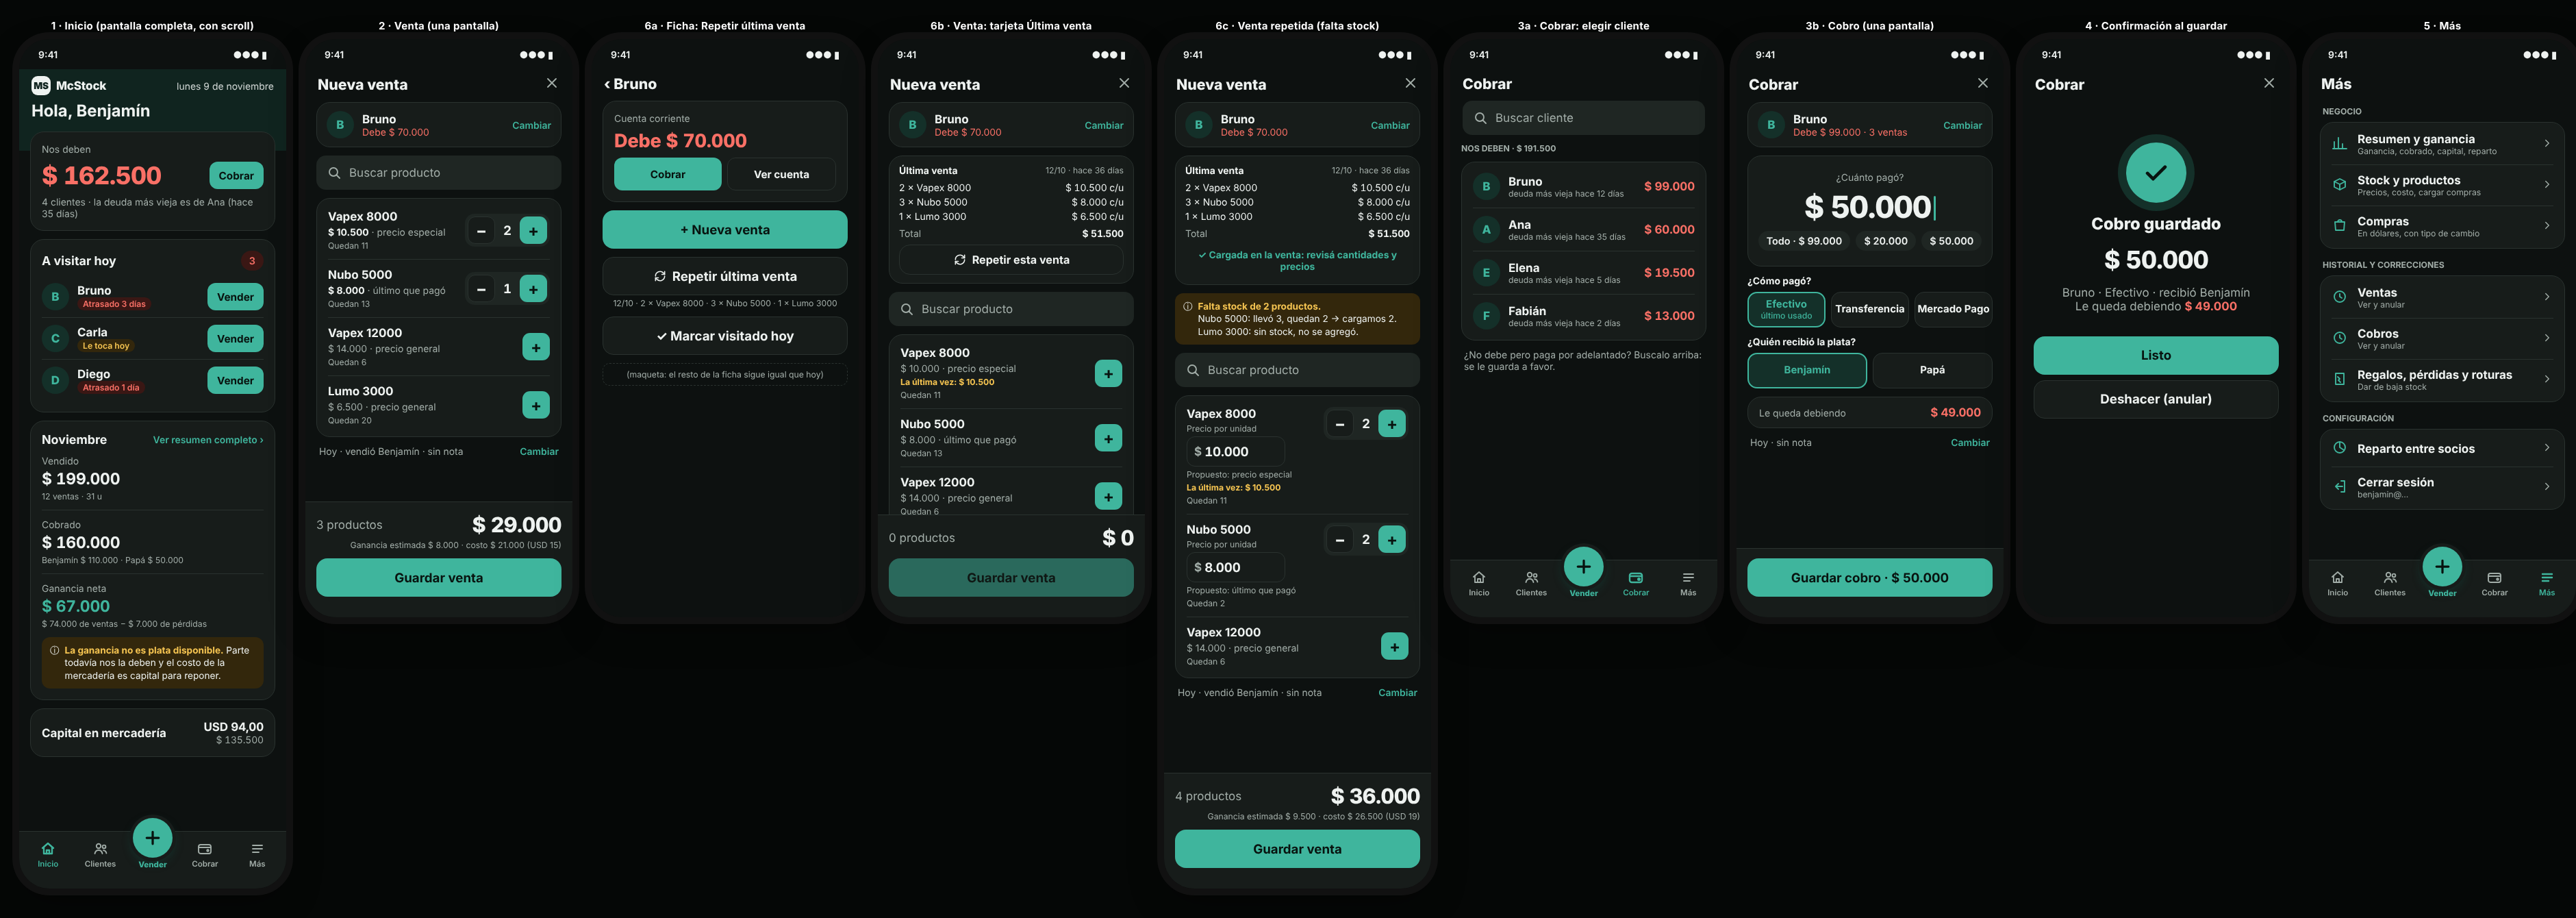 1 · Inicio (pantalla completa, con scroll)
9:41
MS McStock
lunes 9 de noviembre
Hola, Benjamín
Nos deben
$ 162.500
Cobrar
4 clientes · la deuda más vieja es de Ana (hace
35 días)
A visitar hoy
3
B
Bruno
Atrasado 3 días
Vender
C
Carla
Le toca hoy
Vender
D
Diego
Atrasado 1 día
Vender
Noviembre
Ver resumen completo ›
Vendido
$ 199.000
12 ventas · 31 u
Cobrado
$ 160.000
Benjamín $ 110.000 · Papá $ 50.000
Ganancia neta
$ 67.000
$ 74.000 de ventas − $ 7.000 de pérdidas
La ganancia no es plata disponible. Parte
todavía nos la deben y el costo de la
mercadería es capital para reponer.
Capital en mercadería
USD 94,00
$ 135.500
Inicio
Clientes
Vender
Cobrar
Más
2 · Venta (una pantalla)
9:41
Nueva venta
B
Bruno
Debe $ 70.000
Cambiar
Buscar producto
Vapex 8000
$ 10.500 · precio especial
Quedan 11
− 2 +
Nubo 5000
$ 8.000 · último que pagó
Quedan 13
− 1 +
Vapex 12000
$ 14.000 · precio general
Quedan 6
+
Lumo 3000
$ 6.500 · precio general
Quedan 20
+
Hoy · vendió Benjamín · sin nota
Cambiar
3 productos
$ 29.000
Ganancia estimada $ 8.000 · costo $ 21.000 (USD 15)
Guardar venta
6a · Ficha: Repetir última venta
9:41
‹ Bruno
Cuenta corriente
Debe $ 70.000
Cobrar
Ver cuenta
+ Nueva venta
Repetir última venta
12/10 · 2 × Vapex 8000 · 3 × Nubo 5000 · 1 × Lumo 3000
✓ Marcar visitado hoy
(maqueta: el resto de la ficha sigue igual que hoy)
6b · Venta: tarjeta Última venta
9:41
Nueva venta
B
Bruno
Debe $ 70.000
Cambiar
Última venta
12/10 · hace 36 días
2 × Vapex 8000
$ 10.500 c/u
3 × Nubo 5000
$ 8.000 c/u
1 × Lumo 3000
$ 6.500 c/u
Total
$ 51.500
Repetir esta venta
Buscar producto
Vapex 8000
$ 10.000 · precio especial
La última vez: $ 10.500
Quedan 11
+
Nubo 5000
$ 8.000 · último que pagó
Quedan 13
+
Vapex 12000
$ 14.000 · precio general
Quedan 6
+
0 productos
$ 0
Guardar venta
6c · Venta repetida (falta stock)
9:41
Nueva venta
B
Bruno
Debe $ 70.000
Cambiar
Última venta
12/10 · hace 36 días
2 × Vapex 8000
$ 10.500 c/u
3 × Nubo 5000
$ 8.000 c/u
1 × Lumo 3000
$ 6.500 c/u
Total
$ 51.500
✓ Cargada en la venta: revisá cantidades y
precios
Falta stock de 2 productos.
Nubo 5000: llevó 3, quedan 2 → cargamos 2.
Lumo 3000: sin stock, no se agregó.
Buscar producto
Vapex 8000
Precio por unidad
$ 10.000
Propuesto: precio especial
La última vez: $ 10.500
Quedan 11
− 2 +
Nubo 5000
Precio por unidad
$ 8.000
Propuesto: último que pagó
Quedan 2
− 2 +
Vapex 12000
$ 14.000 · precio general
Quedan 6
+
Hoy · vendió Benjamín · sin nota
Cambiar
4 productos
$ 36.000
Ganancia estimada $ 9.500 · costo $ 26.500 (USD 19)
Guardar venta
3a · Cobrar: elegir cliente
9:41
Cobrar
Buscar cliente
NOS DEBEN · $ 191.500
B
Bruno
deuda más vieja hace 12 días
$ 99.000
A
Ana
deuda más vieja hace 35 días
$ 60.000
E
Elena
deuda más vieja hace 5 días
$ 19.500
F
Fabián
deuda más vieja hace 2 días
$ 13.000
¿No debe pero paga por adelantado? Buscalo arriba:
se le guarda a favor.
Inicio
Clientes
Vender
Cobrar
Más
3b · Cobro (una pantalla)
9:41
Cobrar
B
Bruno
Debe $ 99.000 · 3 ventas
Cambiar
¿Cuánto pagó?
$ 50.000
Todo · $ 99.000
$ 20.000
$ 50.000
¿Cómo pagó?
Efectivo
último usado
Transferencia
Mercado Pago
¿Quién recibió la plata?
Benjamín
Papá
Le queda debiendo
$ 49.000
Hoy · sin nota
Cambiar
Guardar cobro · $ 50.000
4 · Confirmación al guardar
9:41
Cobrar
Cobro guardado
$ 50.000
Bruno · Efectivo · recibió Benjamín
Le queda debiendo $ 49.000
Listo
Deshacer (anular)
5 · Más
9:41
Más
NEGOCIO
Resumen y ganancia
Ganancia, cobrado, capital, reparto
Stock y productos
Precios, costo, cargar compras
Compras
En dólares, con tipo de cambio
HISTORIAL Y CORRECCIONES
Ventas
Ver y anular
Cobros
Ver y anular
Regalos, pérdidas y roturas
Dar de baja stock
CONFIGURACIÓN
Reparto entre socios
Cerrar sesión
benjamin@...
Inicio
Clientes
Vender
Cobrar
Más